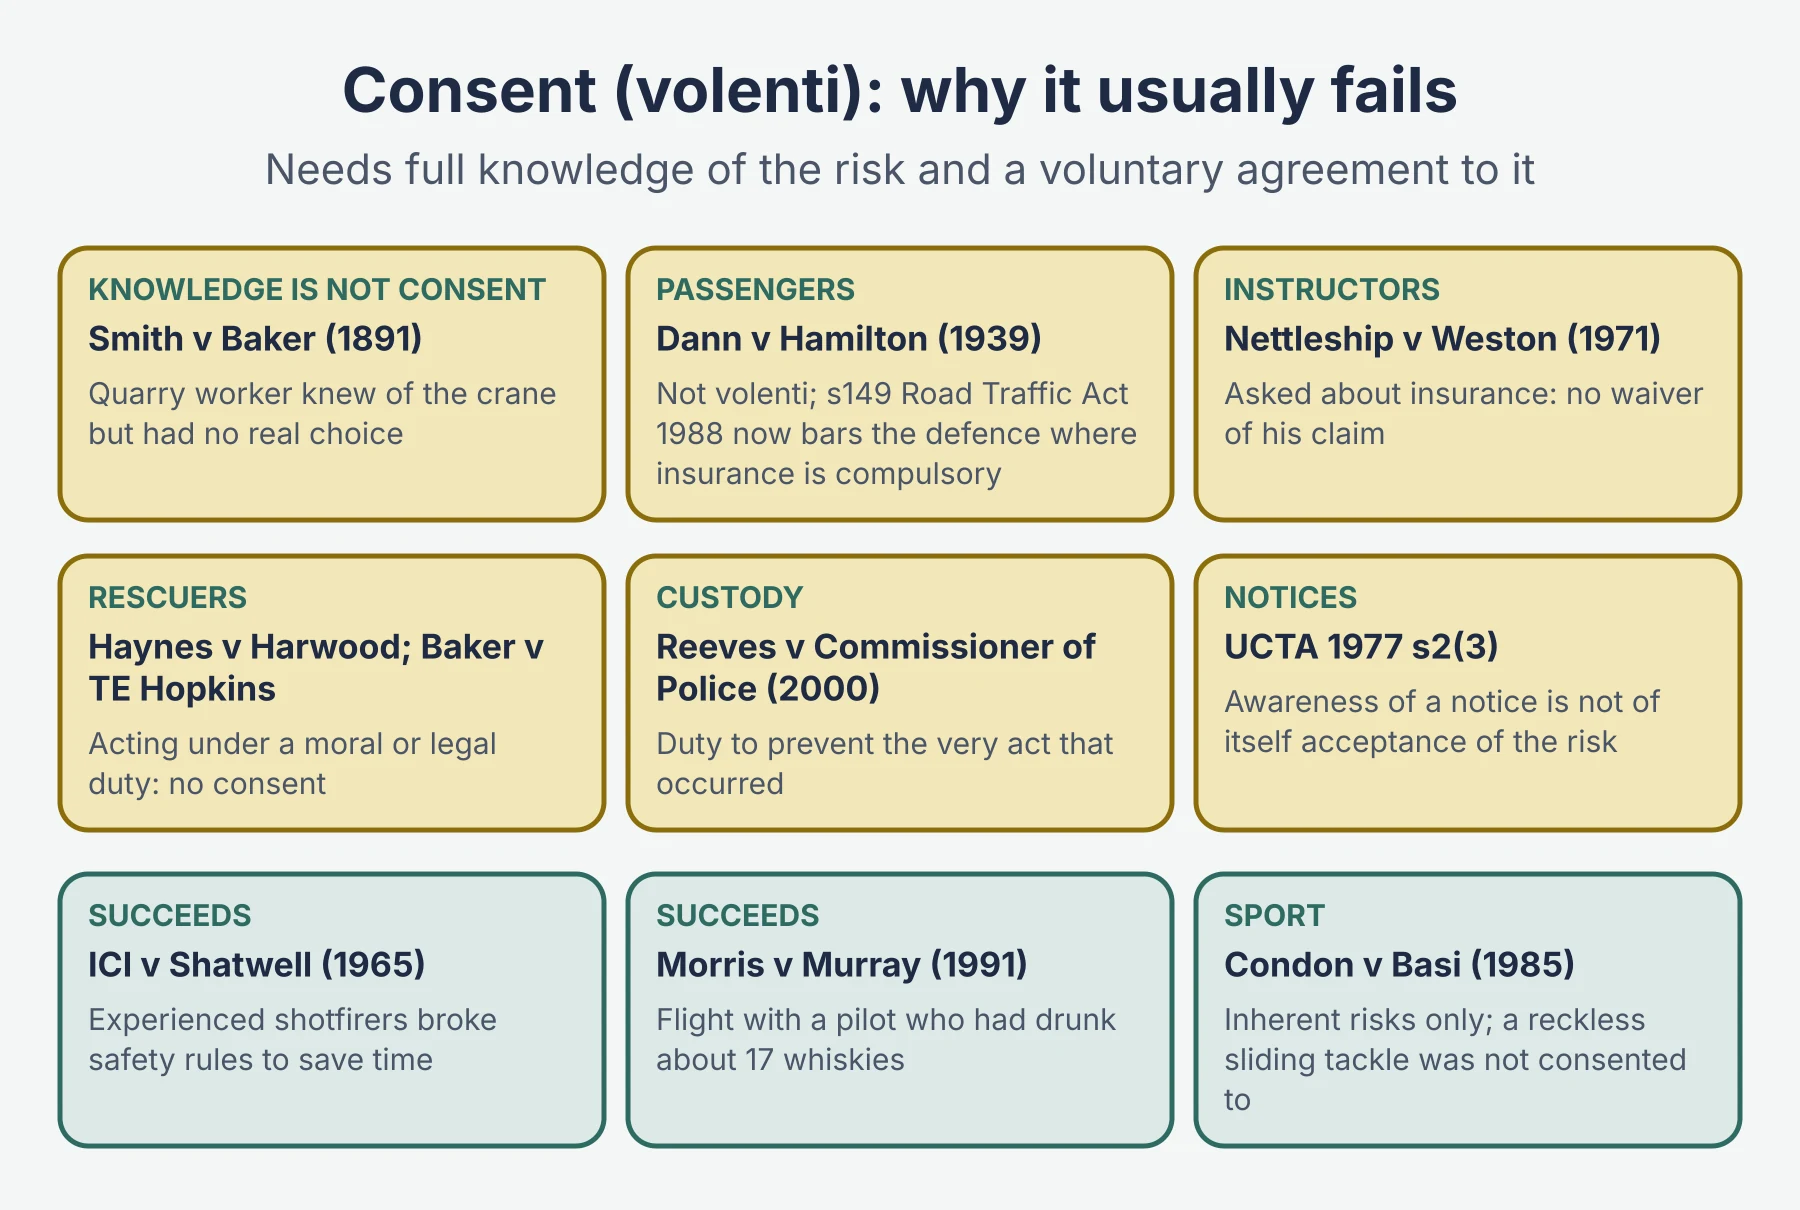 Consent (volenti): why it usually fails
Needs full knowledge of the risk and a voluntary agreement to it
KNOWLEDGE IS NOT CONSENT
Smith v Baker (1891)
Quarry worker knew of the crane
but had no real choice
PASSENGERS
Dann v Hamilton (1939)
Not volenti; s149 Road Traffic Act
1988 now bars the defence where
insurance is compulsory
INSTRUCTORS
Nettleship v Weston (1971)
Asked about insurance: no waiver
of his claim
RESCUERS
Haynes v Harwood; Baker v
TE Hopkins
Acting under a moral or legal
duty: no consent
CUSTODY
Reeves v Commissioner of
Police (2000)
Duty to prevent the very act that
occurred
NOTICES
UCTA 1977 s2(3)
Awareness of a notice is not of
itself acceptance of the risk
SUCCEEDS
ICI v Shatwell (1965)
Experienced shotfirers broke
safety rules to save time
SUCCEEDS
Morris v Murray (1991)
Flight with a pilot who had drunk
about 17 whiskies
SPORT
Condon v Basi (1985)
Inherent risks only; a reckless
sliding tackle was not consented
to